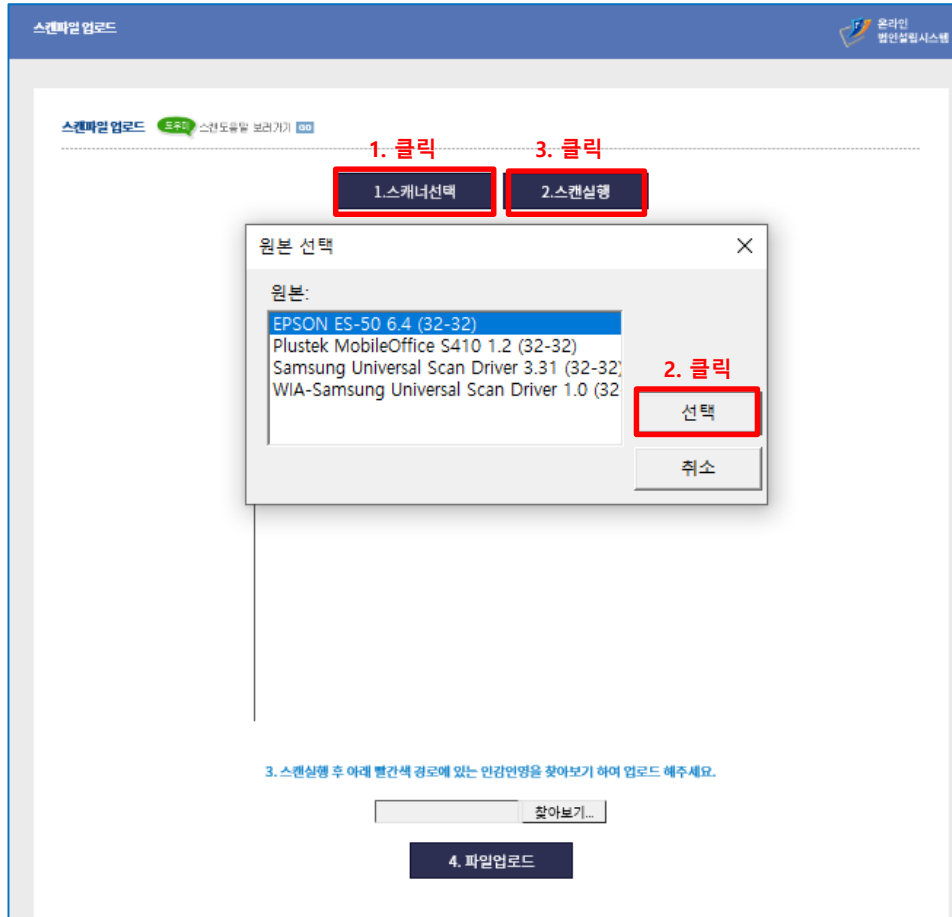 스캔파일 업로드
온라인
법인설립시스템
스캔파일 업로드 도우미 스캔도움말 보러가기 GO
1. 클릭 3. 클릭
1.스캐너선택 2.스캔실행
원본 선택
원본:
EPSON ES-50 6.4 (32-32)
Plustek MobileOffice S410 1.2 (32-32)
Samsung Universal Scan Driver 3.31 (32-32)
WIA-Samsung Universal Scan Driver 1.0 (32
2. 클릭
선택
취소
3. 스캔실행 후 아래 빨간색 경로에 있는 인감인영을 찾아보기 하여 업로드 해주세요.
찾아보기...
4. 파일업로드